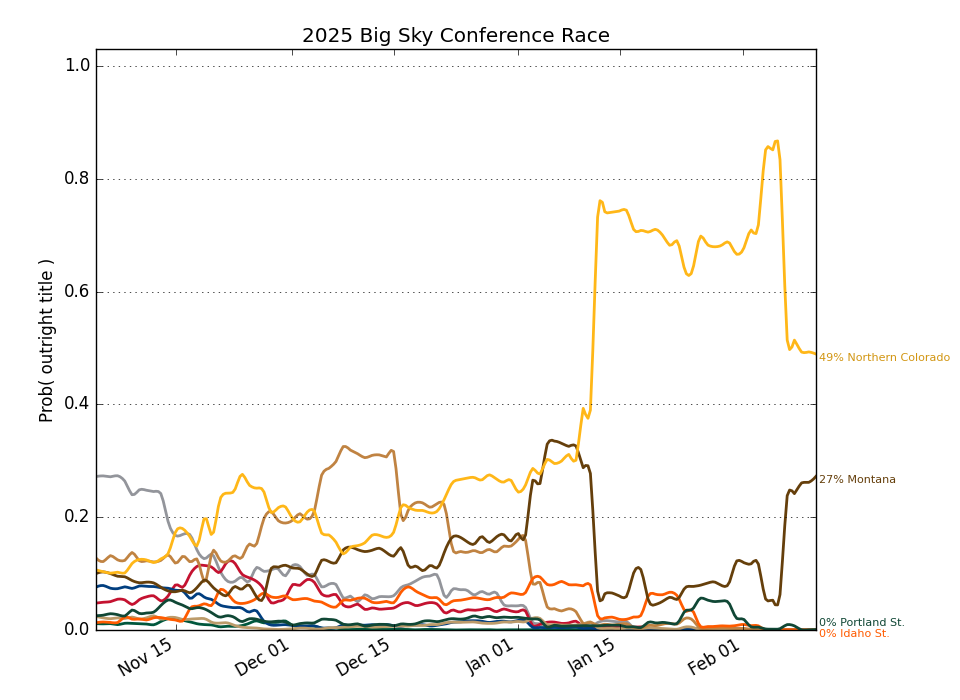 2025 Big Sky Conference Race
1.0
0.8
0.6
0.4
0.2
0.0
Prob( outright title )
49% Northern Colorado
27% Montana
0% Portland St.
0% Idaho St.
Nov 15
Dec 01
Dec 15
Jan 01
Jan 15
Feb 01